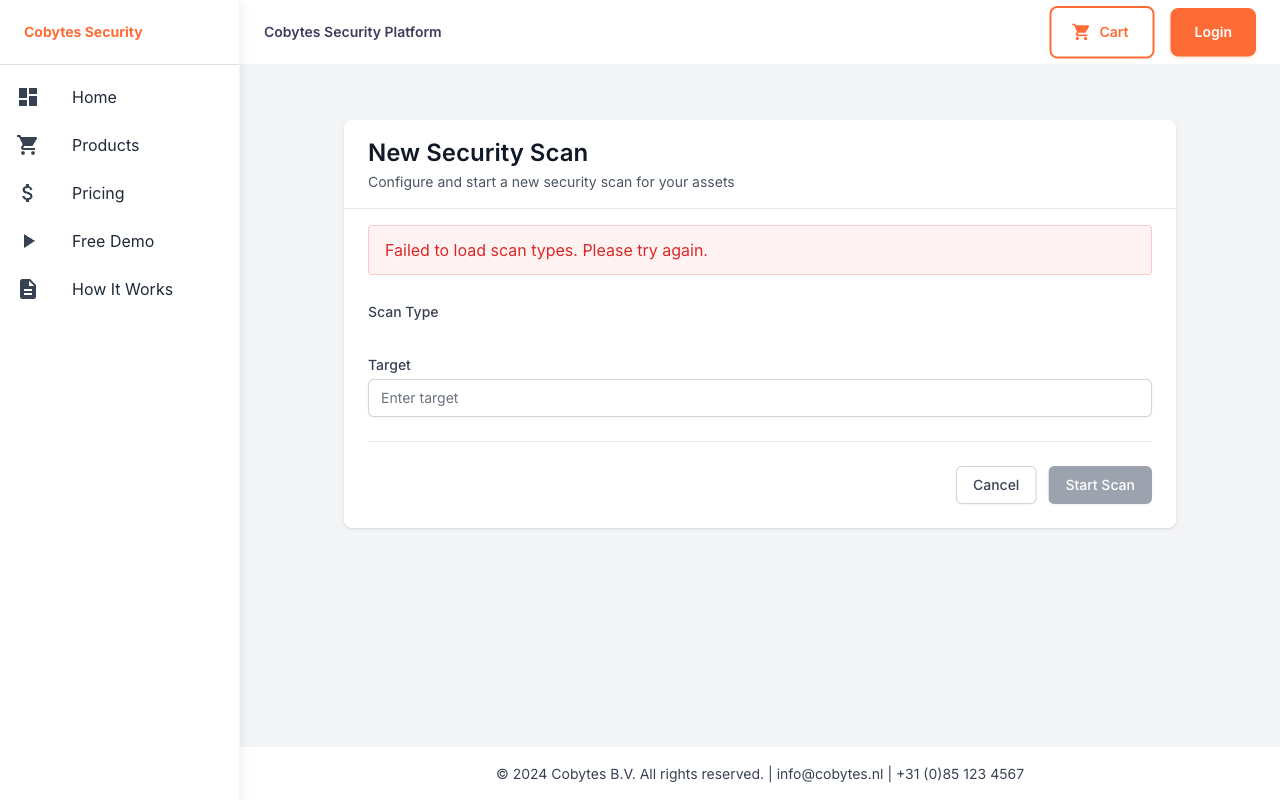 Cobytes Security
Cobytes Security Platform
Cart
Login
Home
Products
Pricing
Free Demo
How It Works
New Security Scan
Configure and start a new security scan for your assets
Failed to load scan types. Please try again.
Scan Type
Target
Enter target
Cancel
Start Scan
© 2024 Cobytes B.V. All rights reserved. | info@cobytes.nl | +31 (0)85 123 4567